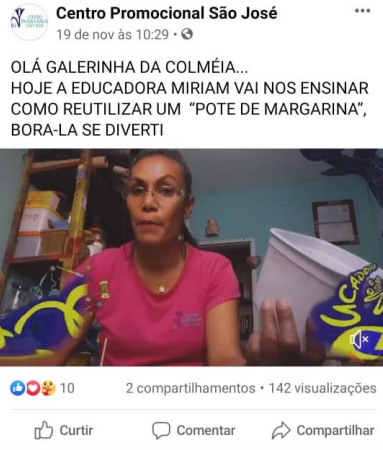 Centro Promocional São José
19 de nov às 10:29 •
OLÁ GALERINHA DA COLMÉIA...
HOJE A EDUCADORA MIRIAM VAI NOS ENSINAR
COMO REUTILIZAR UM “POTE DE MARGARINA”,
BORA-LA SE DIVERTI
10
2 compartilhamentos • 142 visualizações
Curtir
Comentar
Compartilhar